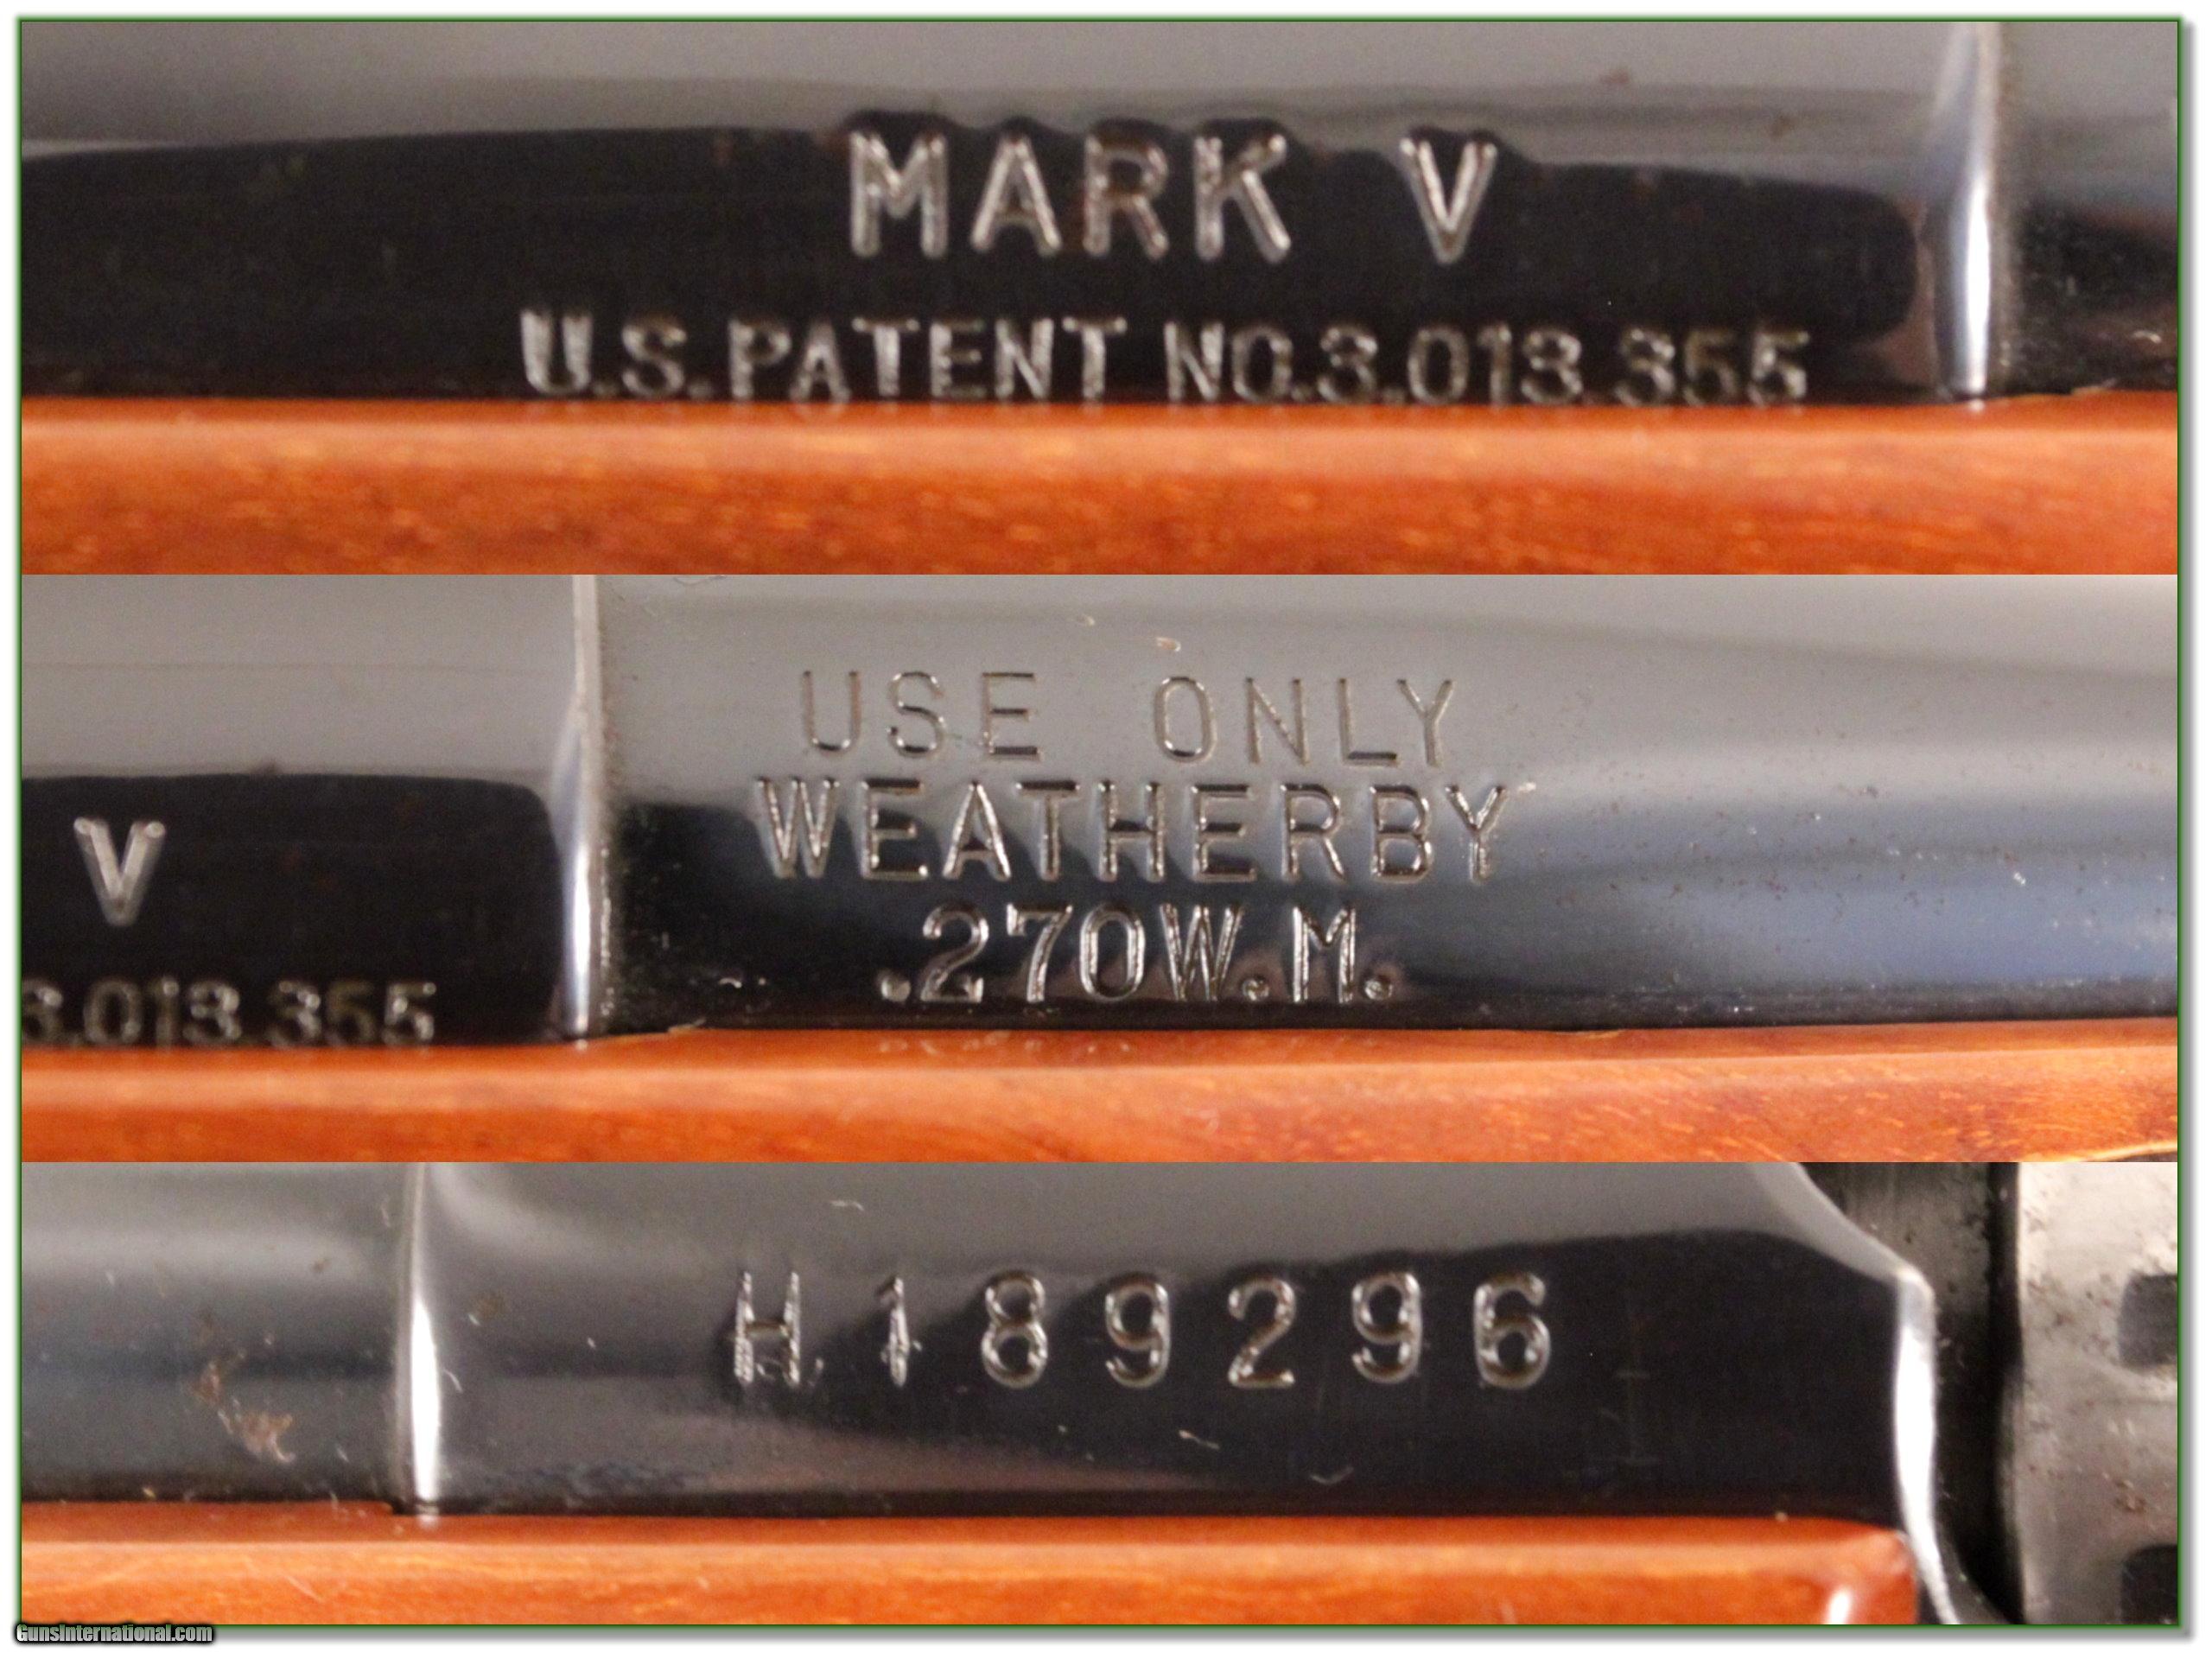 MARK V
U.S.PATENT NO.3.013.355
USE ONLY
WEATHERBY
.270W.M.
V
3.013.355
H189296
GunsInternational.com